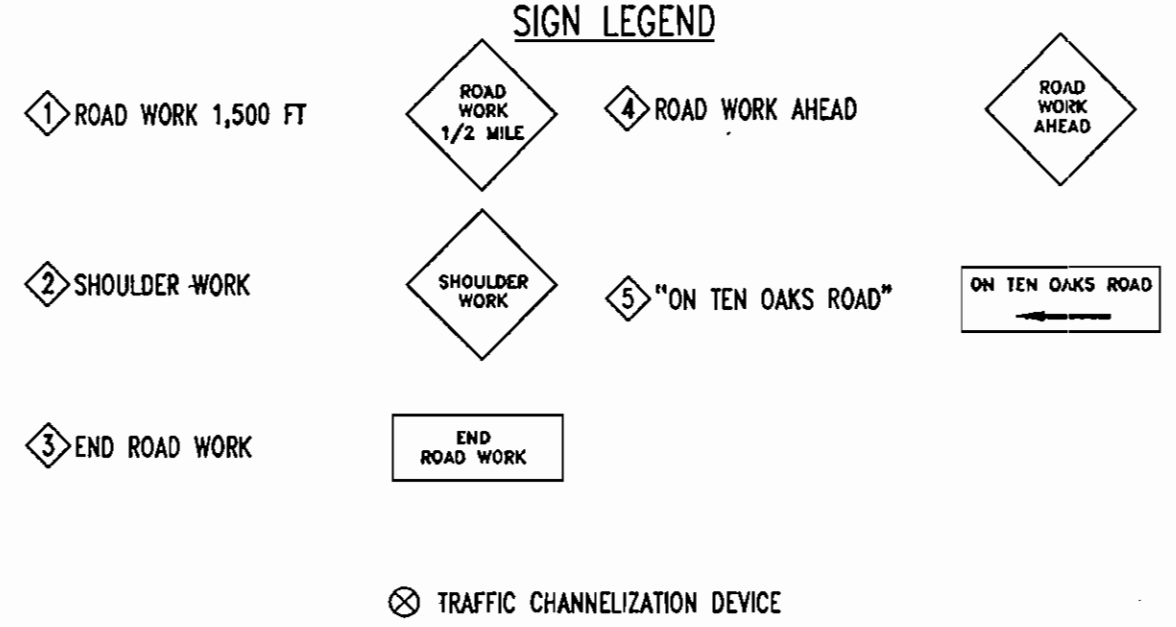 SIGN LEGEND
1 ROAD WORK 1,500 FT
ROAD
WORK
1/2 MILE
4 ROAD WORK AHEAD
ROAD
WORK
AHEAD
2 SHOULDER WORK
SHOULDER
WORK
5 "ON TEN OAKS ROAD"
ON TEN OAKS ROAD
3 END ROAD WORK
END
ROAD WORK
TRAFFIC CHANNELIZATION DEVICE